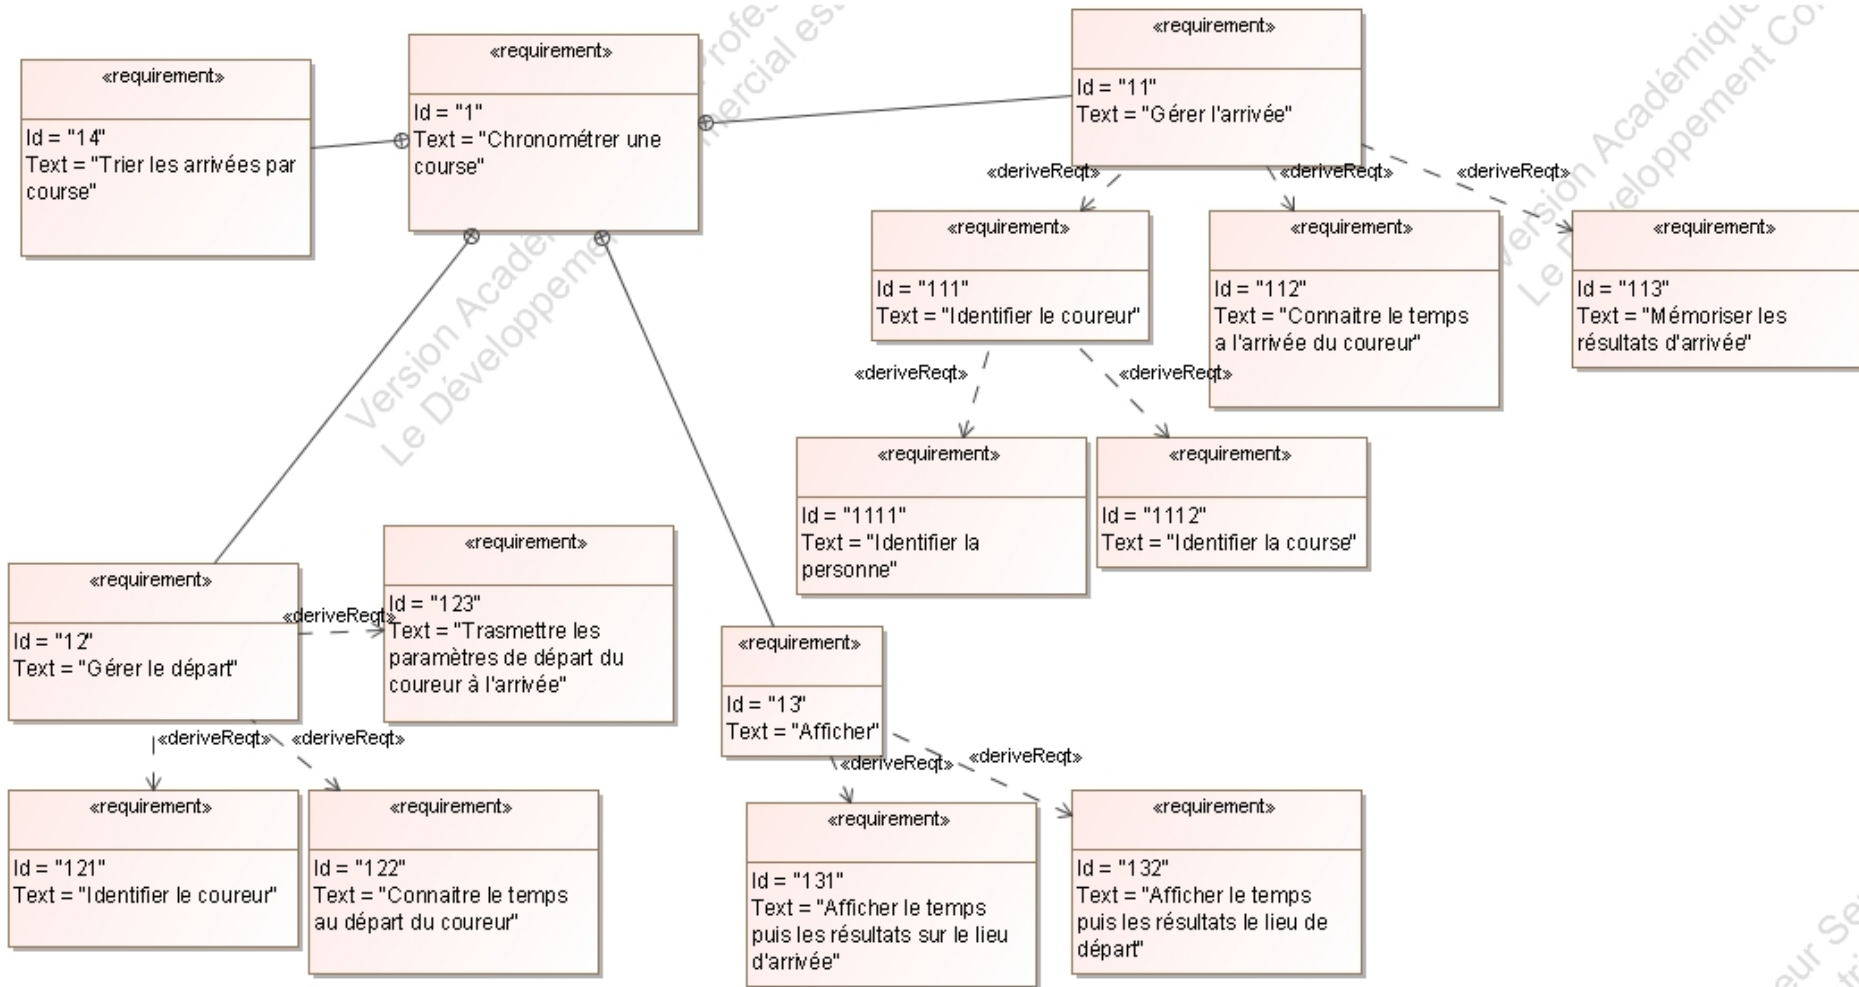 «requirement»
Id = "14"
Text = "Trier les arrivées par
course"
«requirement»
Id = "1"
Text = "Chronométrer une
course"
«requirement»
Id = "11"
Text = "Gérer l'arrivée"
«deriveReqt»
«deriveReqt»
«deriveReqt»
«requirement»
Id = "111"
Text = "Identifier le coureur"
«requirement»
Id = "112"
Text = "Connaitre le temps
a l'arrivée du coureur"
«requirement»
Id = "113"
Text = "Mémoriser les
résultats d'arrivée"
«deriveReqt»
«deriveReqt»
«requirement»
Id = "1111"
Text = "Identifier la
personne"
«requirement»
Id = "1112"
Text = "Identifier la course"
«requirement»
Id = "12"
Text = "Gérer le départ"
«deriveReqt»
«requirement»
Id = "123"
Text = "Trasmettre les
paramètres de départ du
coureur à l'arrivée"
«deriveReqt»
«deriveReqt»
«requirement»
Id = "121"
Text = "Identifier le coureur"
«requirement»
Id = "122"
Text = "Connaitre le temps
au départ du coureur"
«requirement»
Id = "13"
Text = "Afficher"
«deriveReqt»
«deriveReqt»
«requirement»
Id = "131"
Text = "Afficher le temps
puis les résultats sur le lieu
d'arrivée"
«requirement»
Id = "132"
Text = "Afficher le temps
puis les résultats le lieu de
départ"
Version Académique
Le Développement
Version
Le Développement